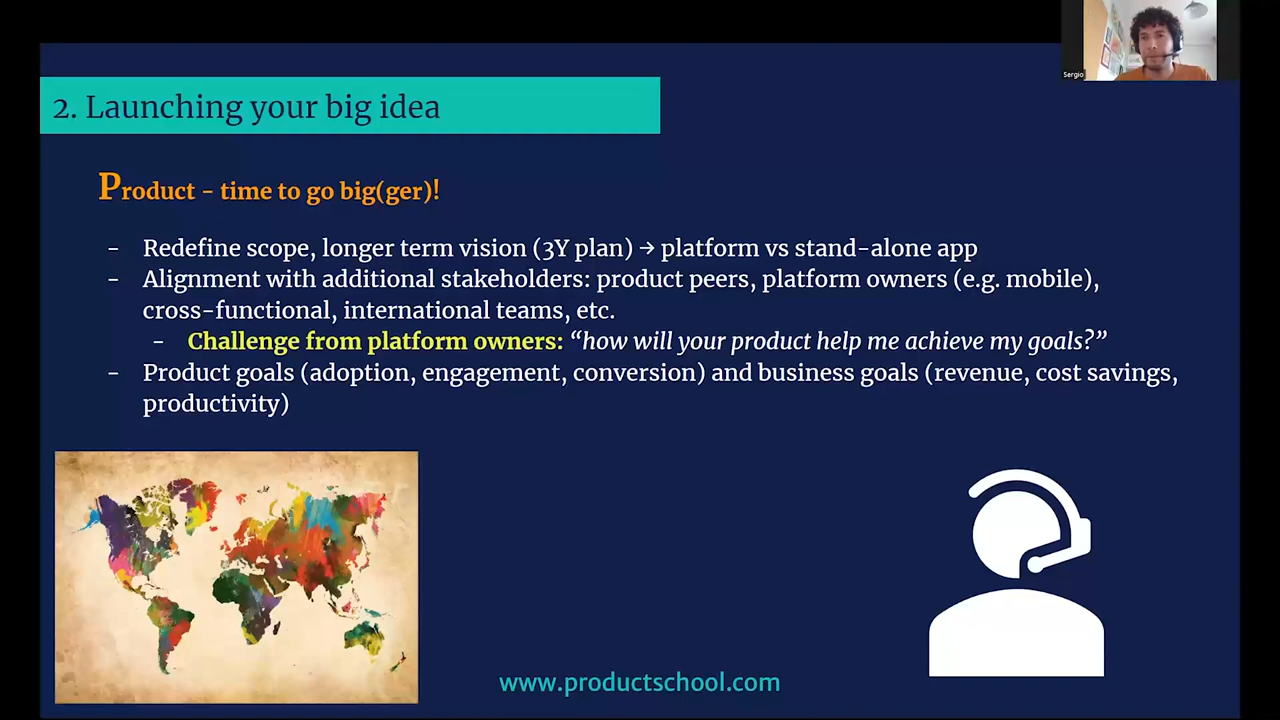 Sergio
2. Launching your big idea
Product - time to go big(ger)!
- Redefine scope, longer term vision (3Y plan) → platform vs stand-alone app
- Alignment with additional stakeholders: product peers, platform owners (e.g. mobile),
cross-functional, international teams, etc.
- Challenge from platform owners: “how will your product help me achieve my goals?”
- Product goals (adoption, engagement, conversion) and business goals (revenue, cost savings,
productivity)
www.productschool.com